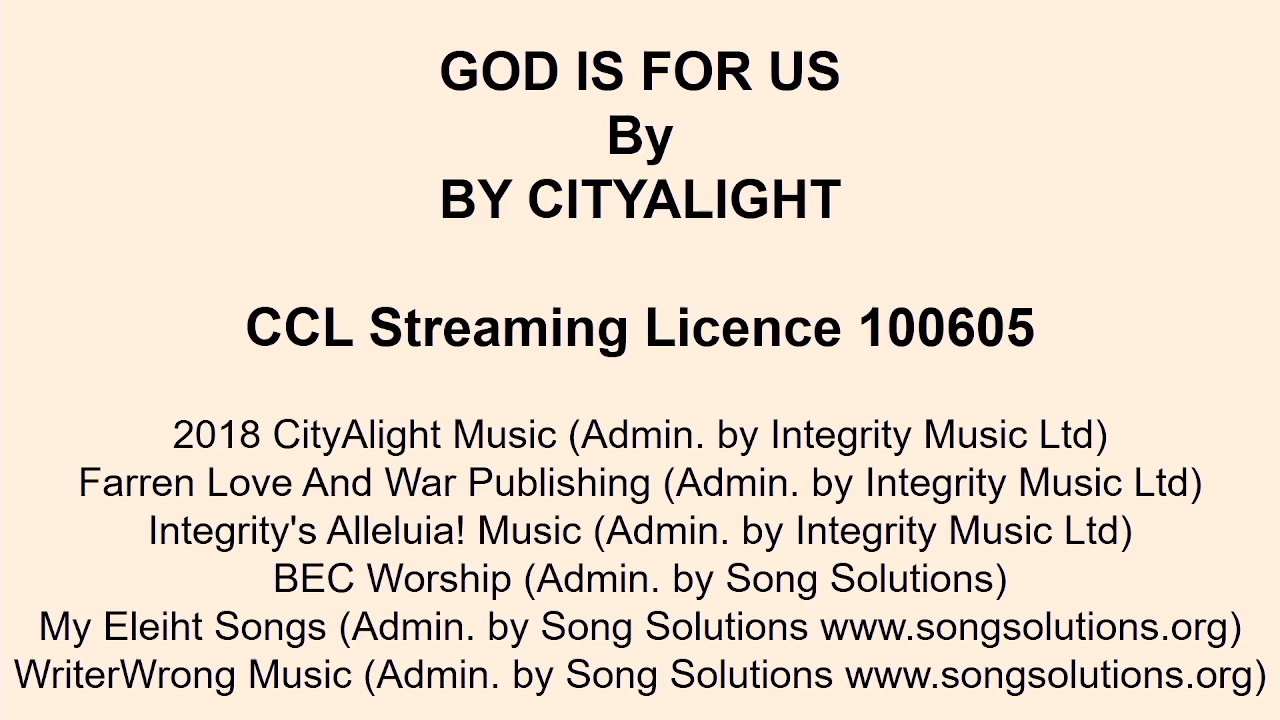 GOD IS FOR US
By
BY CITYALIGHT
CCL Streaming Licence 100605
2018 CityAlight Music (Admin. by Integrity Music Ltd)
Farren Love And War Publishing (Admin. by Integrity Music Ltd)
Integrity's Alleluia! Music (Admin. by Integrity Music Ltd)
BEC Worship (Admin. by Song Solutions)
My Eleiht Songs (Admin. by Song Solutions www.songsolutions.org)
WriterWrong Music (Admin. by Song Solutions www.songsolutions.org)